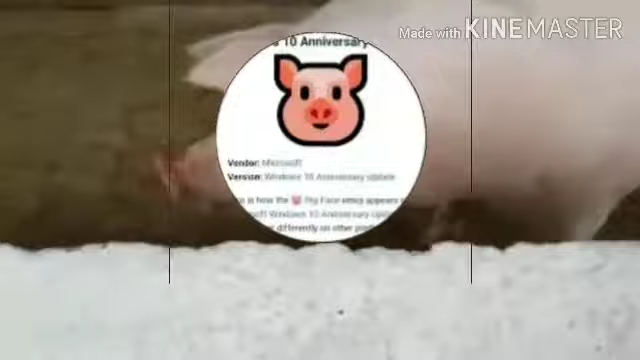 Made with KINEMASTER
10 Anniversary
Vendor: Microsoft
Version: Windows 10 Anniversary Update
is how the 🐷 Pig Face emoji appears
Windows 10 Anniversary
differently on other